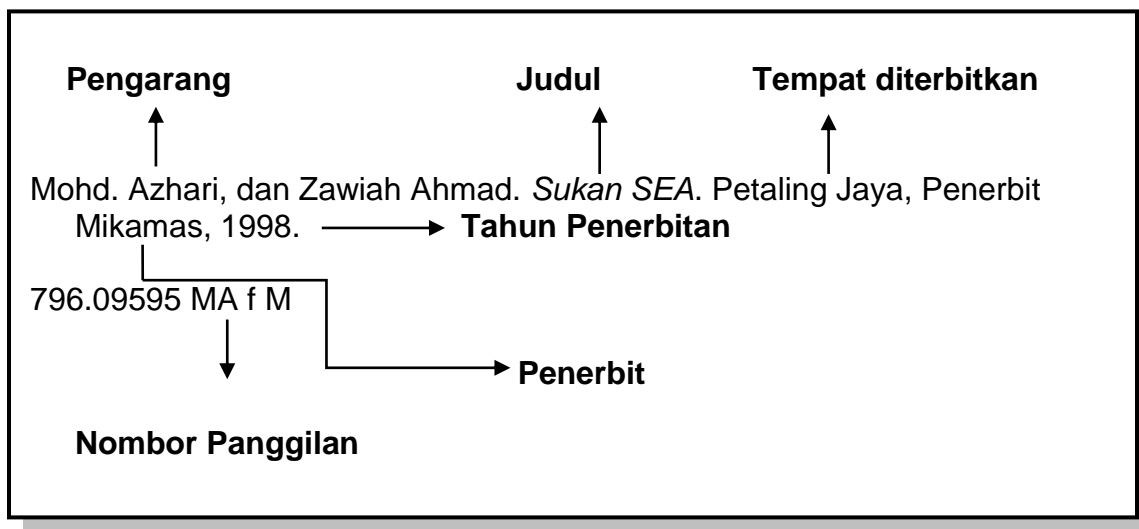 Pengarang Judul Tempat diterbitkan
Mohd. Azhari, dan Zawiah Ahmad. Sukan SEA. Petaling Jaya, Penerbit
Mikamas, 1998. Tahun Penerbitan
796.09595 MA f M
Penerbit
Nombor Panggilan